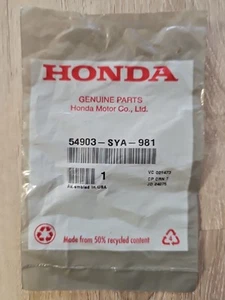 HONDA
GENUINE PARTS
Honda Motor Co., Ltd.
54903-SYA-981
1
Made from 50% recycled content